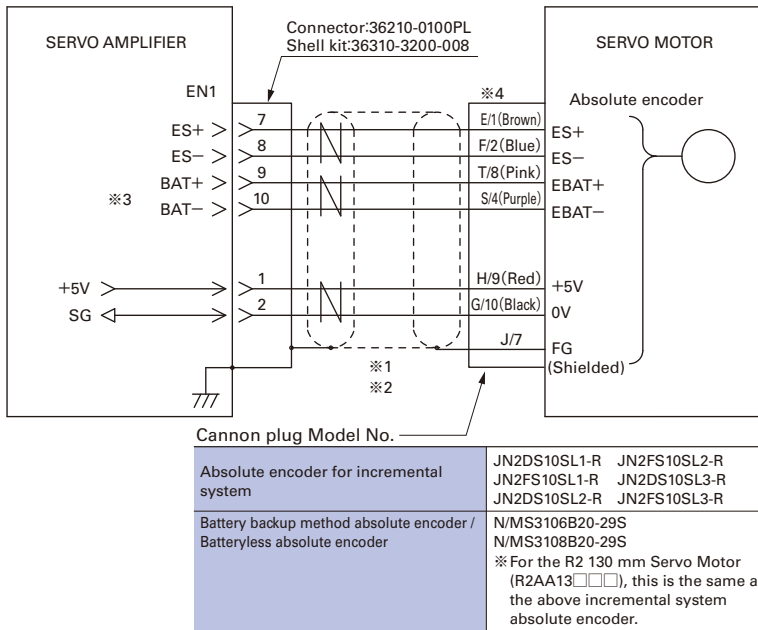 Connector:36210-0100PL
Shell kit:36310-3200-008
SERVO AMPLIFIER
SERVO MOTOR
EN1
※4
Absolute encoder
ES+ 7 E/1(Brown) ES+
ES− 8 F/2(Blue) ES−
BAT+ 9 T/8(Pink) EBAT+
※3
BAT− 10 S/4(Purple) EBAT−
+5V 1 H/9(Red) +5V
SG 2 G/10(Black) 0V
J/7 FG
(Shielded)
※1
※2
Cannon plug Model No.
Absolute encoder for incremental
system
JN2DS10SL1-R JN2FS10SL2-R
JN2FS10SL1-R JN2DS10SL3-R
JN2DS10SL2-R JN2FS10SL3-R
Battery backup method absolute encoder /
Batteryless absolute encoder
N/MS3106B20-29S
N/MS3108B20-29S
※For the R2 130 mm Servo Motor
(R2AA13□□□), this is the same a
the above incremental system
absolute encoder.